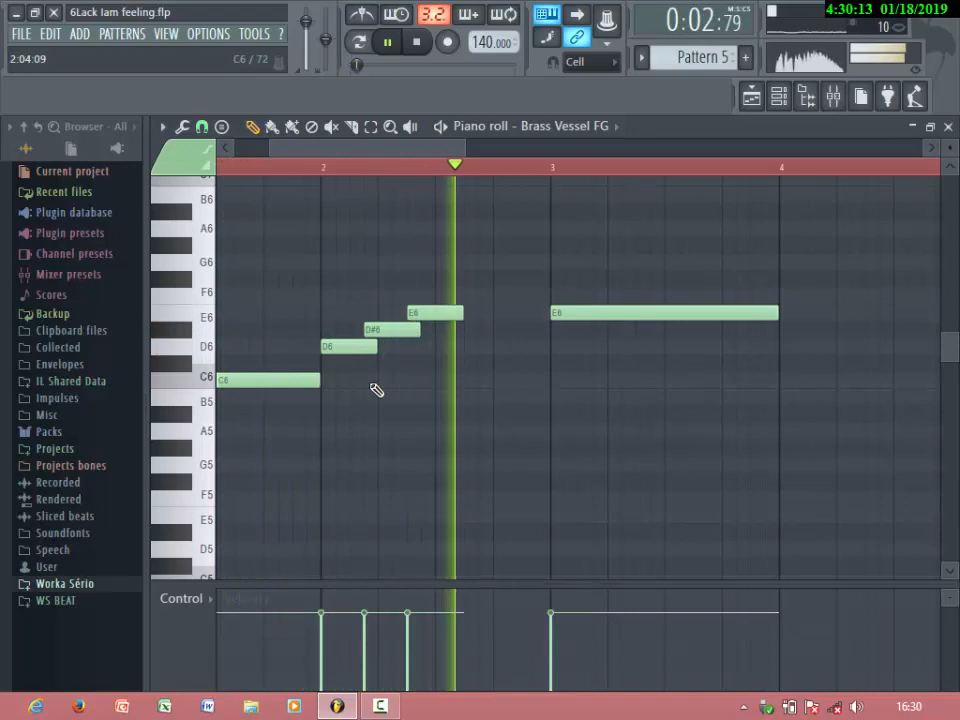 6Lack Iam feeling.flp
FILE EDIT ADD PATTERNS VIEW OPTIONS TOOLS ?
2:04:09 C6 / 72
3.2
140.000
Cell
0:02:79
M:S:CS
Pattern 5
4:30:13 01/18/2019
10
Browser - All
Piano roll - Brass Vessel FG
Current project
Recent files
Plugin database
Plugin presets
Channel presets
Mixer presets
Scores
Backup
Clipboard files
Collected
Envelopes
IL Shared Data
Impulses
Misc
Packs
Projects
Projects bones
Recorded
Rendered
Sliced beats
Soundfonts
Speech
User
Worka Sério
WS BEAT
2 3 4
B6
A6
G6
F6
E6
D6
C6
B5
A5
G5
F5
E5
D5
E6 E6
D#6
D6
C6
Control
16:30